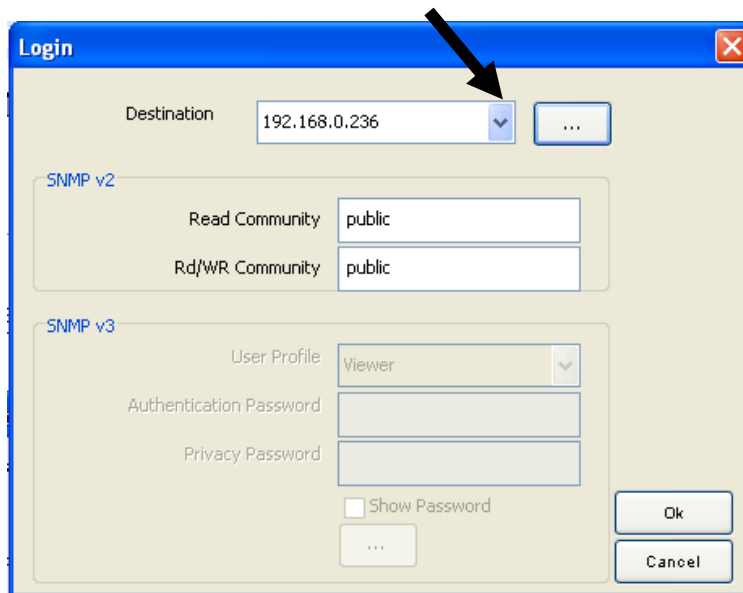 Login
Destination 192.168.0.236 ...
SNMP v2
Read Community public
Rd/WR Community public
SNMP v3
User Profile Viewer
Authentication Password
Privacy Password
Show Password
...
Ok
Cancel